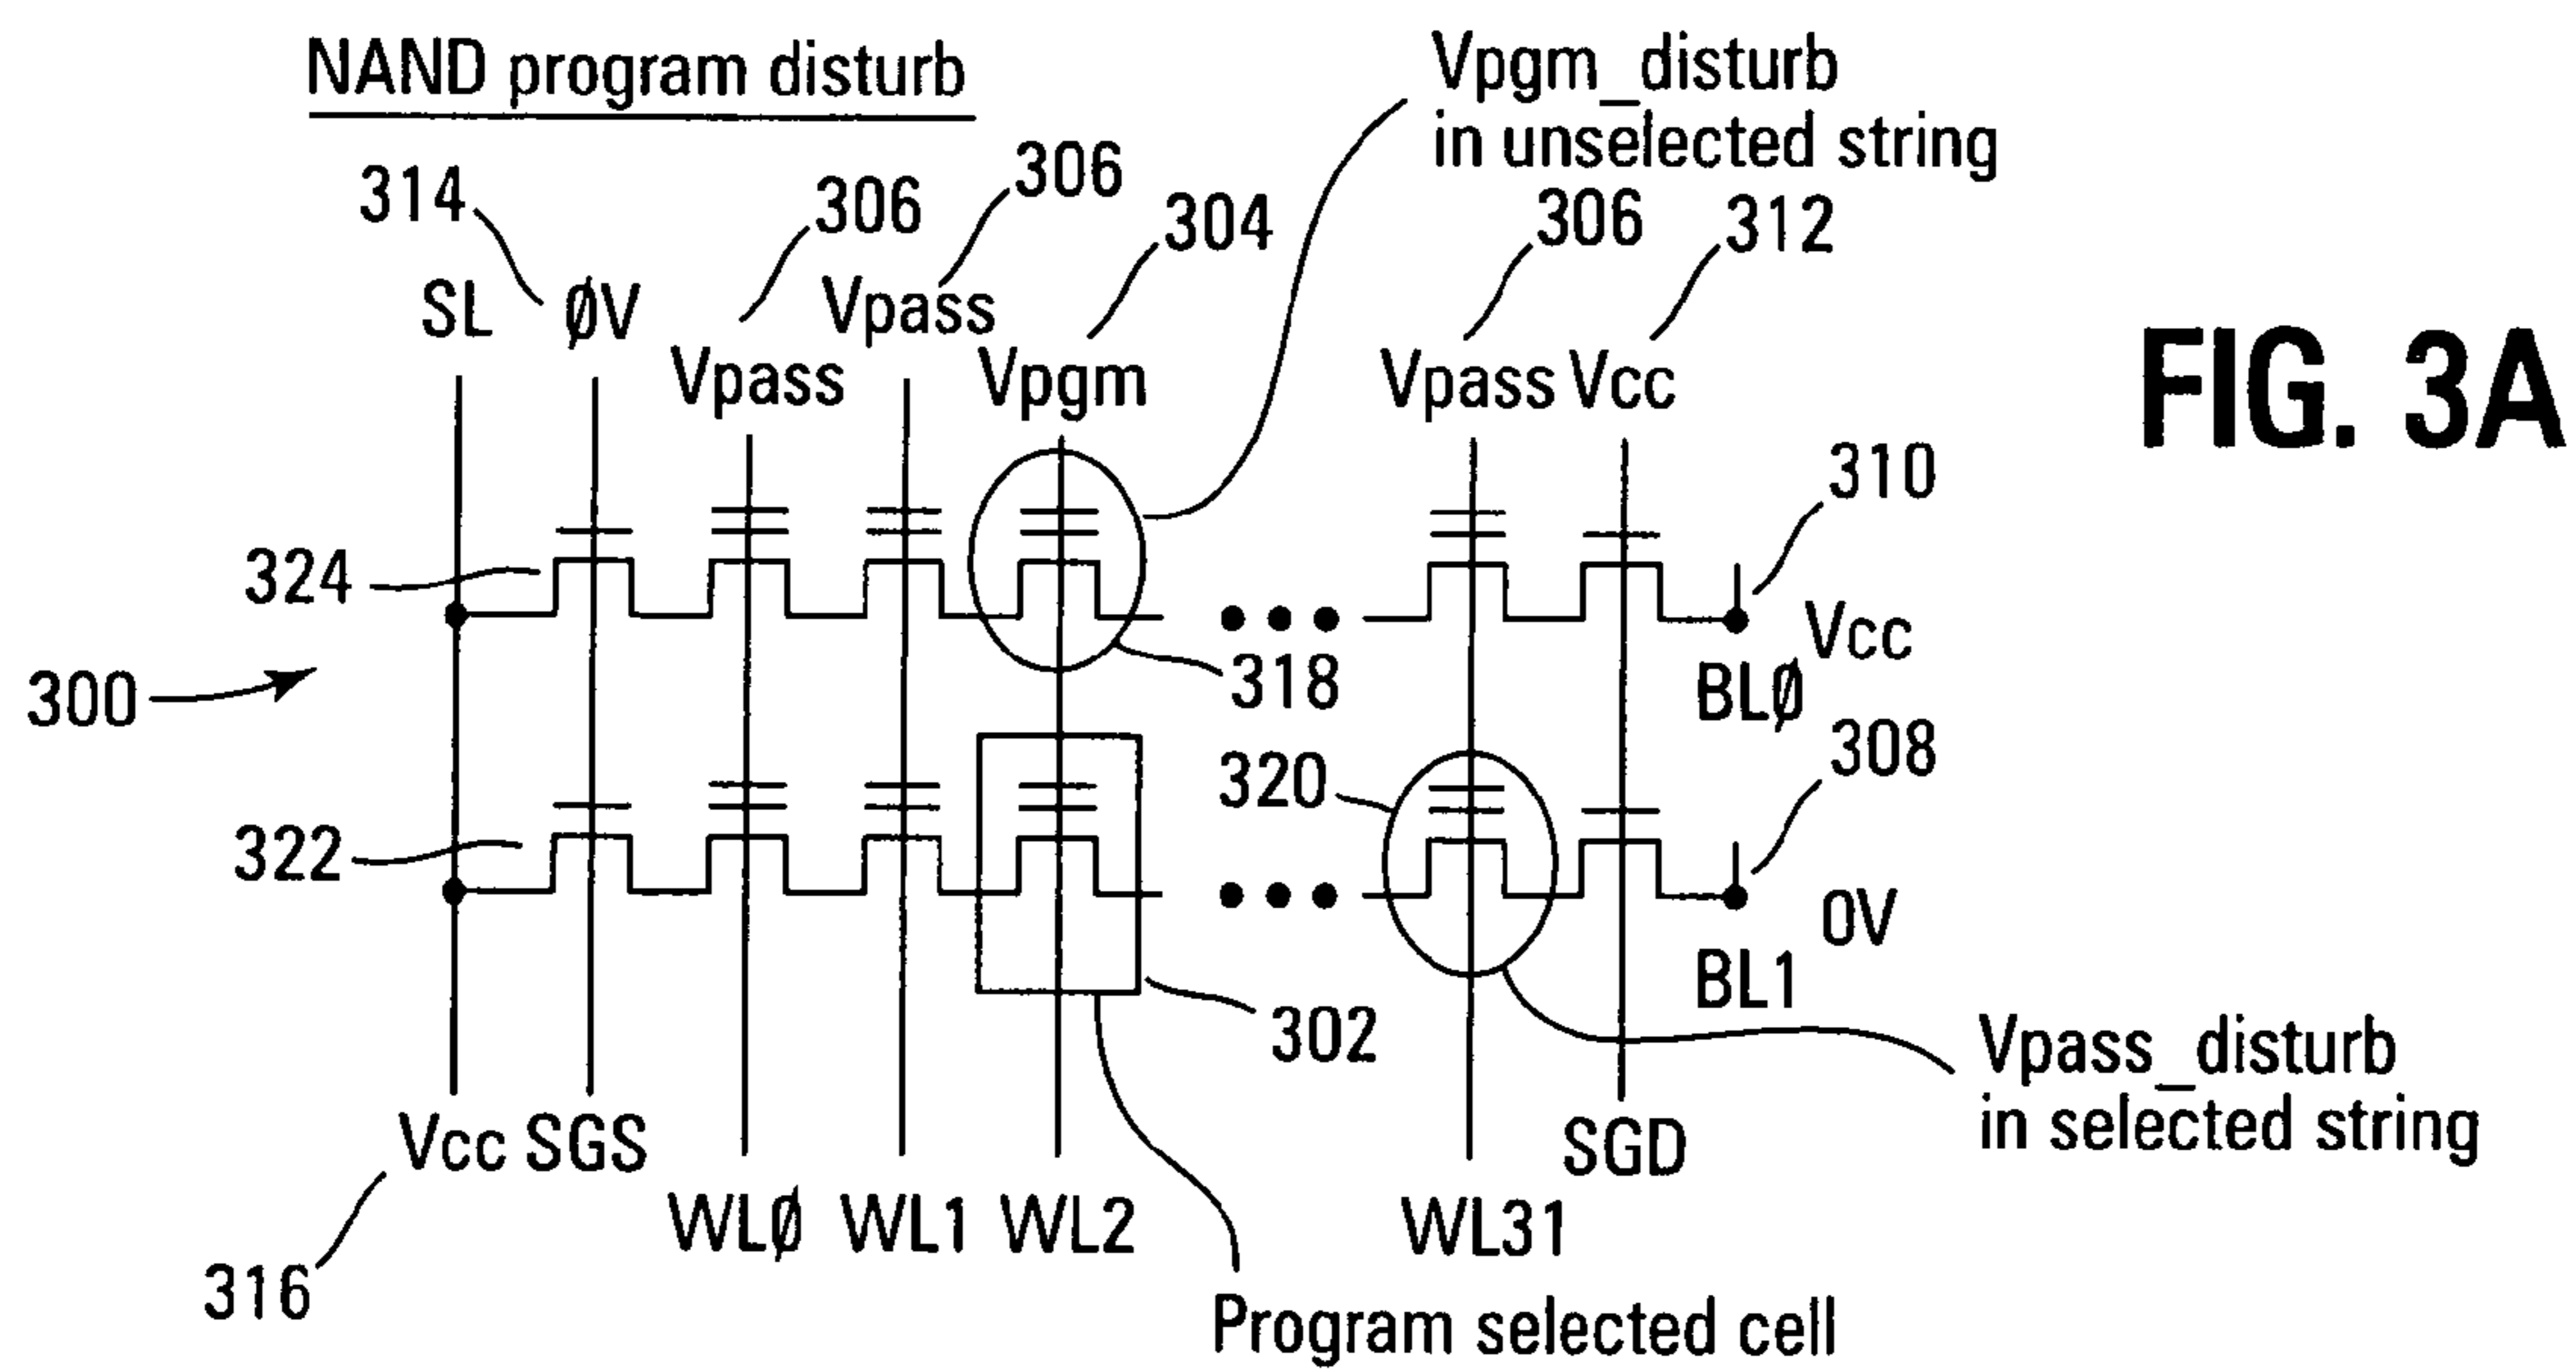 NAND program disturb
Vpgm_disturb
in unselected string
314
306
306
304
306
312
SL
ØV
Vpass
Vpass
Vpgm
Vpass
Vcc
FIG. 3A
310
324
Vcc
318
300
BLØ
308
320
322
0V
BL1
302
Vpass_disturb
in selected string
Vcc
SGS
SGD
WLØ
WL1
WL2
WL31
316
Program selected cell